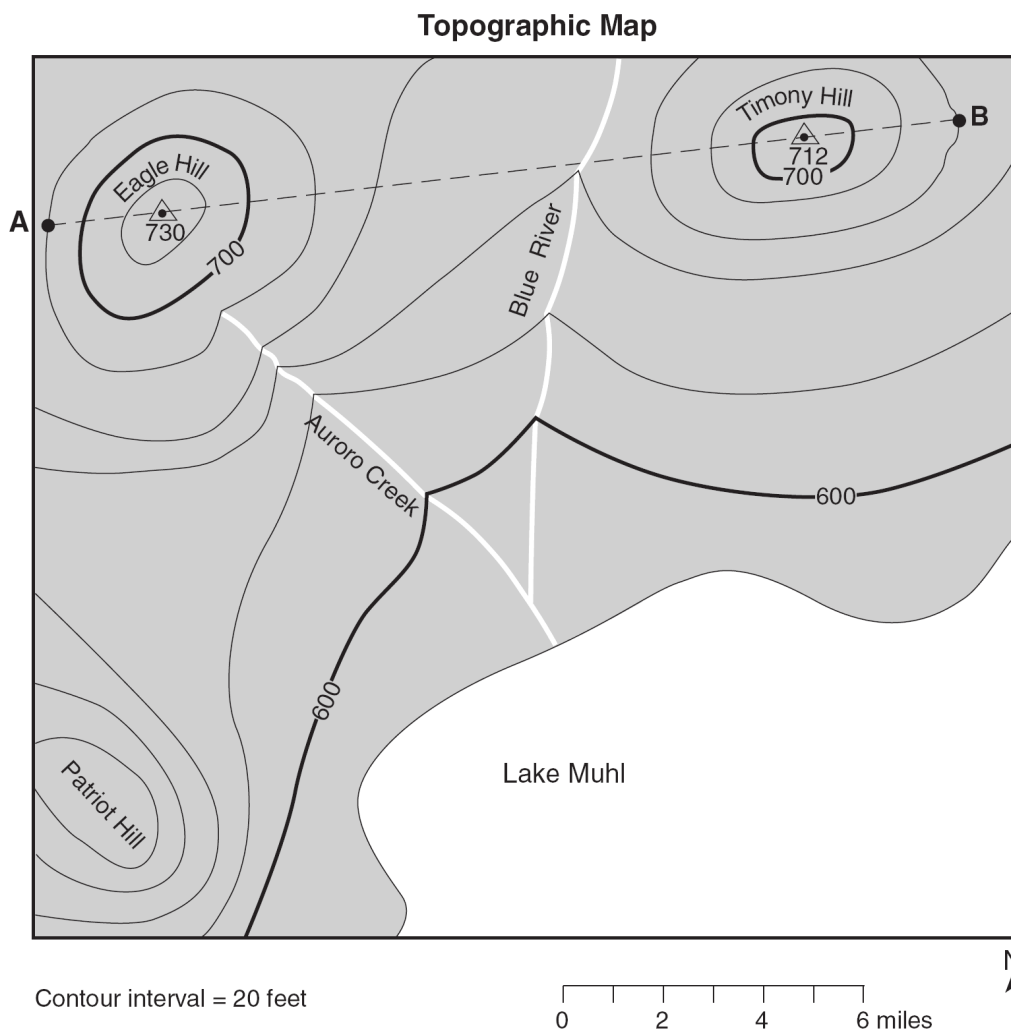 Topographic Map
Timony Hill
B
712
700
Eagle Hill
A
730
700
Blue River
Auroro Creek
600
600
Lake Muhl
Patriot Hill
N
Contour interval = 20 feet
0 2 4 6 miles